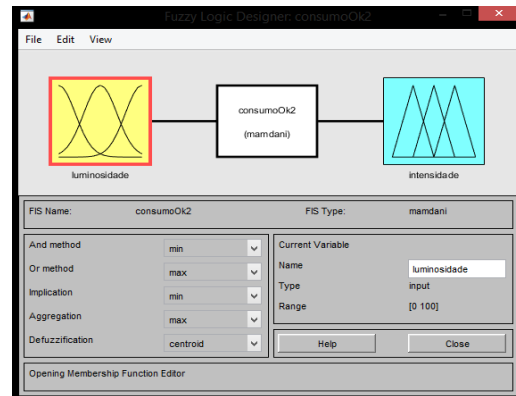 Fuzzy Logic Designer: consumoOk2
File Edit View
consumoOk2
(mamdani)
luminosidade
intensidade
FIS Name: consumoOk2 FIS Type: mamdani
And method min
Or method max
Implication min
Aggregation max
Defuzzification centroid
Current Variable
Name luminosidade
Type input
Range [0 100]
Help Close
Opening Membership Function Editor